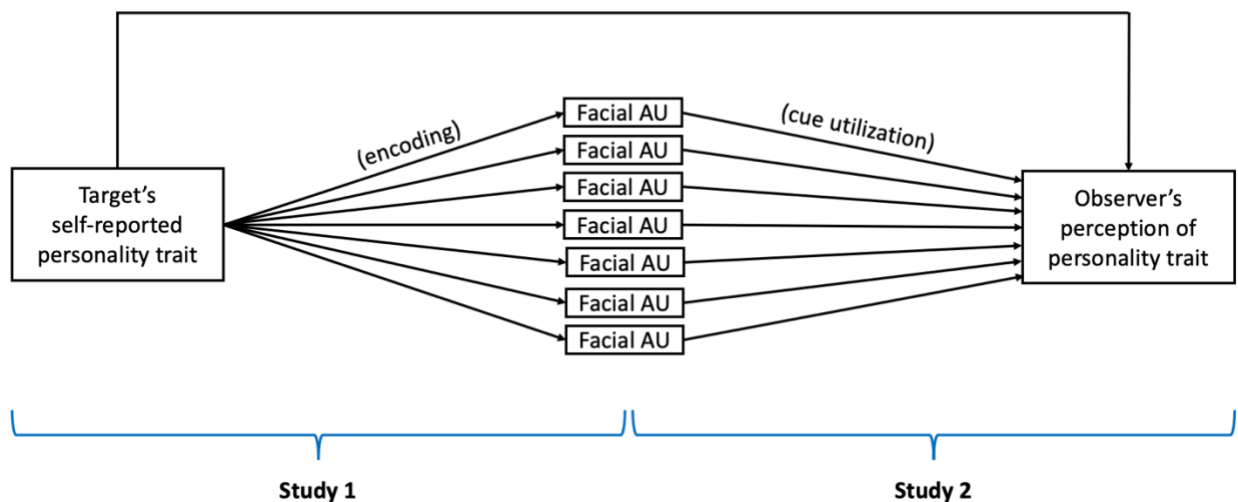 (encoding)
(cue utilization)
Target's
self-reported
personality trait
Facial AU
Facial AU
Facial AU
Facial AU
Facial AU
Facial AU
Facial AU
Observer's
perception of
personality trait
Study 1
Study 2